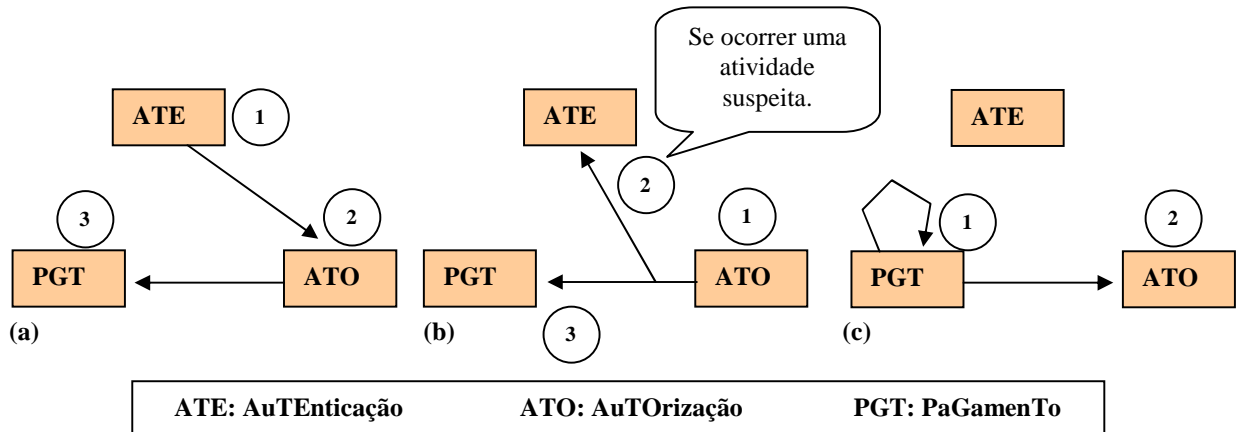 Se ocorrer uma
atividade
suspeita.
ATE
1
3
2
PGT
ATO
(a)
ATE
2
1
PGT
ATO
3
(b)
ATE
1
2
PGT
ATO
(c)
ATE: AuTEnticação ATO: AuTOrização PGT: PaGamenTo